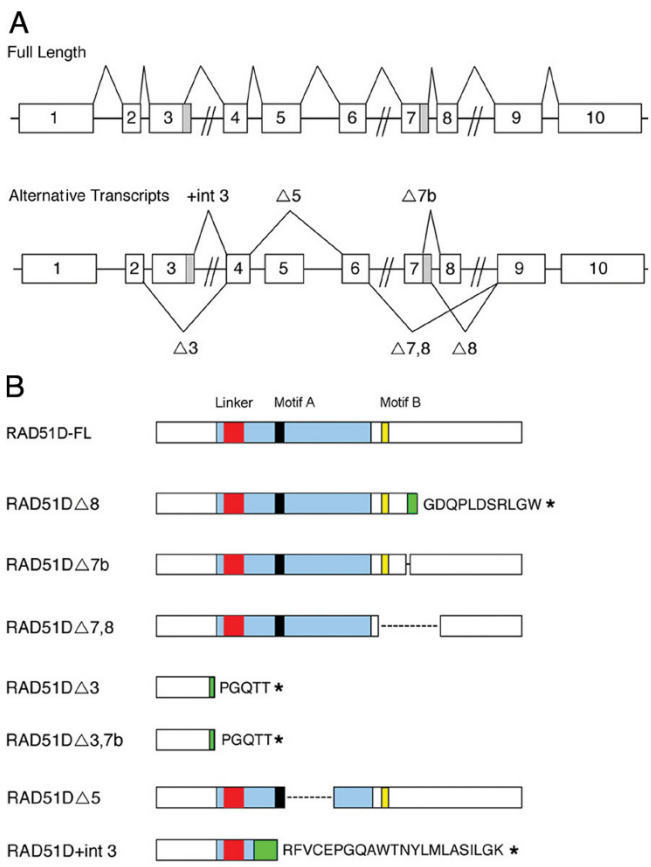 A
Full Length
1 2 3 4 5 6 7 8 9 10
Alternative Transcripts +int 3 △5 △7b
1 2 3 4 5 6 7 8 9 10
△3 △7,8 △8
B
Linker Motif A Motif B
RAD51D-FL
RAD51D△8 GDQPLDSRLGW *
RAD51D△7b
RAD51D△7,8
RAD51D△3 PGQTT *
RAD51D△3,7b PGQTT *
RAD51D△5
RAD51D+int 3 RFVCEPGQAWTNYLMLASILGK *